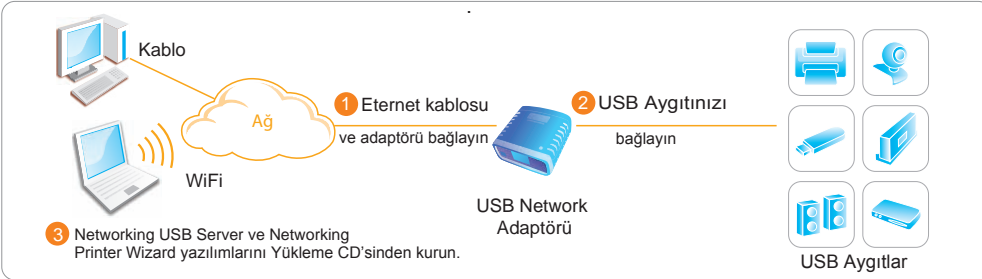 Kablo
Ağ
WiFi
1 Eternet kablosu
ve adaptörü bağlayın
2 USB Aygıtınızı
bağlayın
USB Network
Adaptörü
3 Networking USB Server ve Networking
Printer Wizard yazılımlarını Yükleme CD'sinden kurun.
USB Aygıtlar